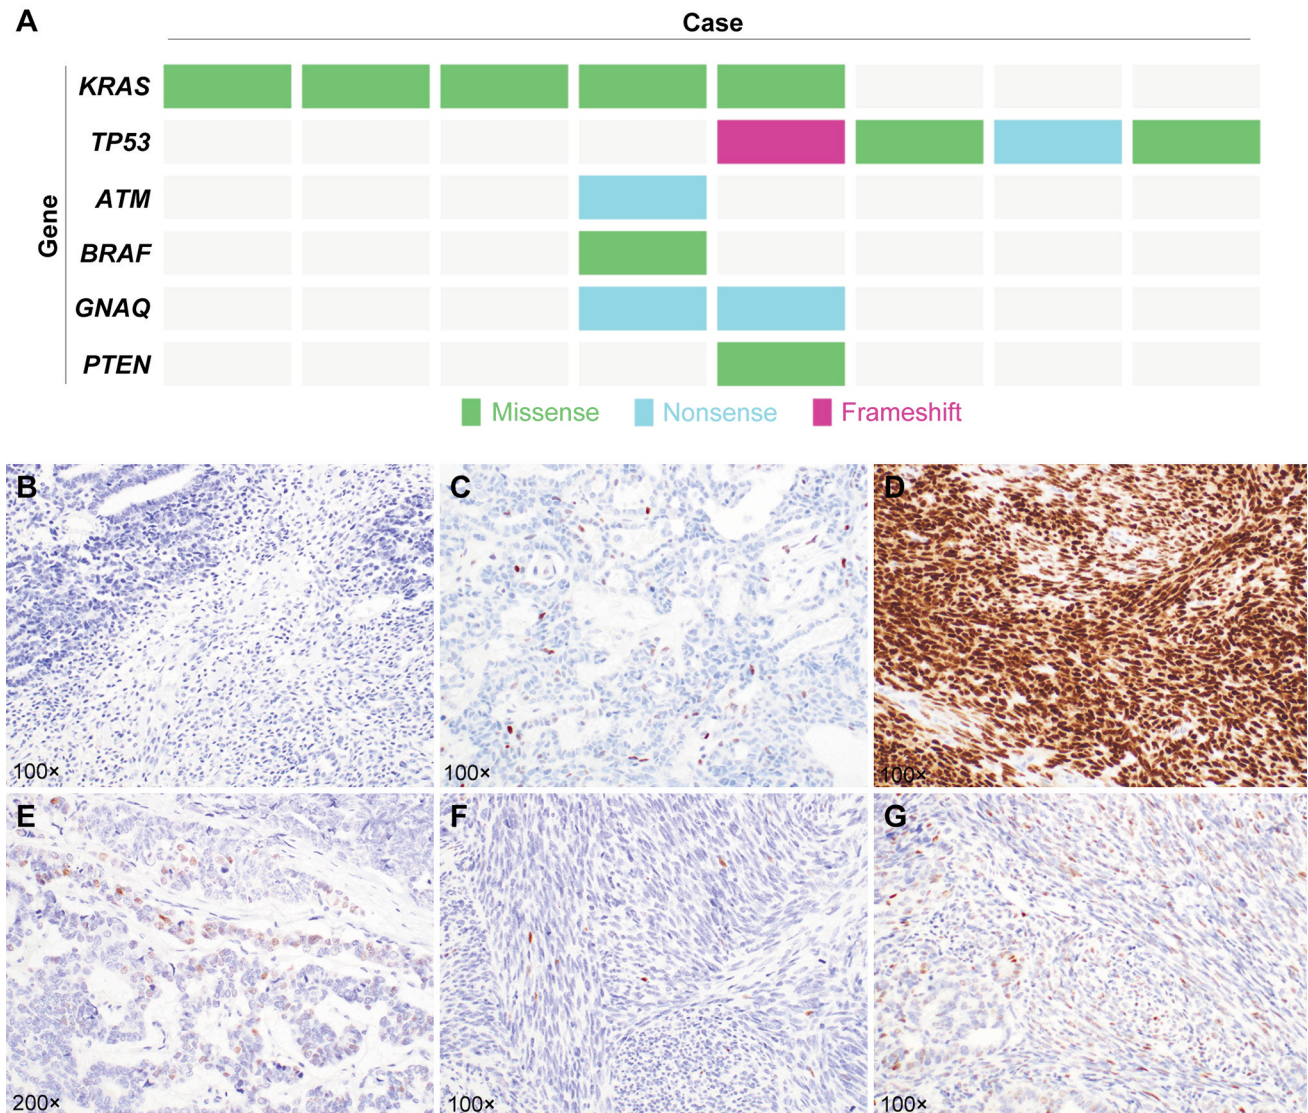 A
Case
Gene
KRAS
TP53
ATM
BRAF
GNAQ
PTEN
Missense Nonsense Frameshift
B C D
100× 100× 100×
E F G
200× 100× 100×